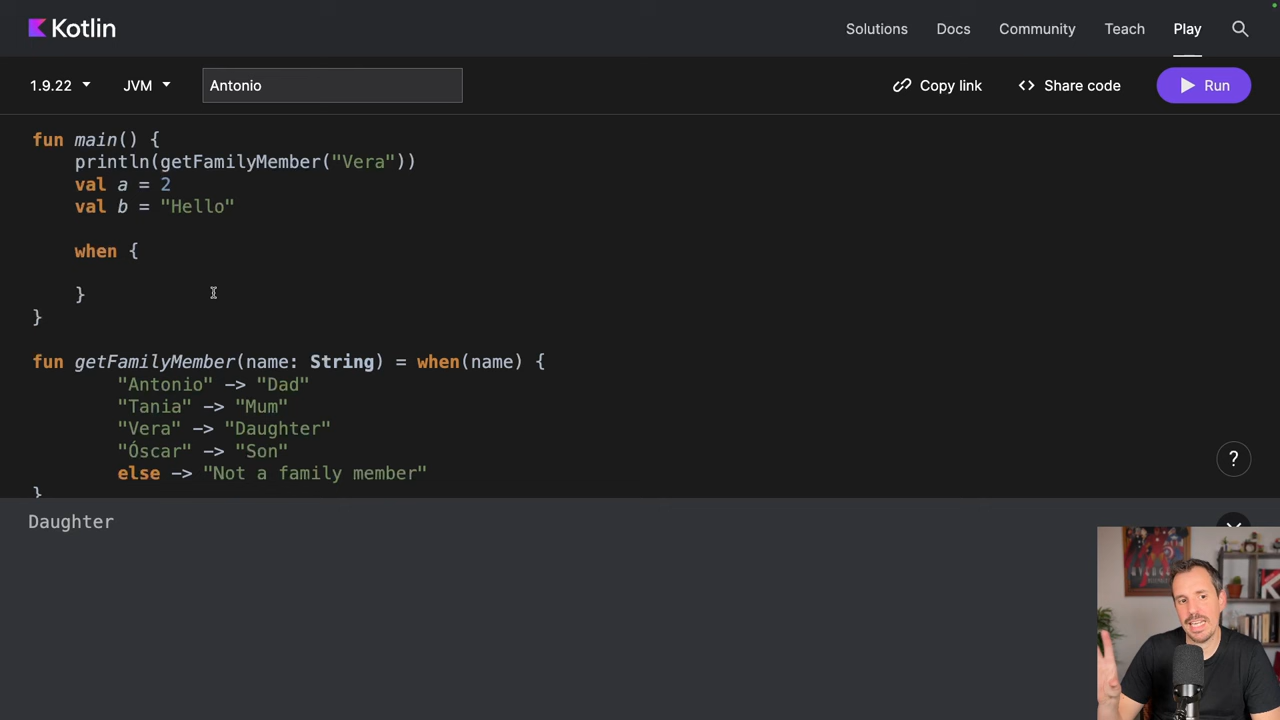 Kotlin
Solutions Docs Community Teach Play
1.9.22 JVM Antonio Copy link Share code Run
fun main() {
    println(getFamilyMember("Vera"))
    val a = 2
    val b = "Hello"
    when {
    }
}
fun getFamilyMember(name: String) = when(name) {
        "Antonio" -> "Dad"
        "Tania" -> "Mum"
        "Vera" -> "Daughter"
        "Óscar" -> "Son"
        else -> "Not a family member"
}
?
Daughter